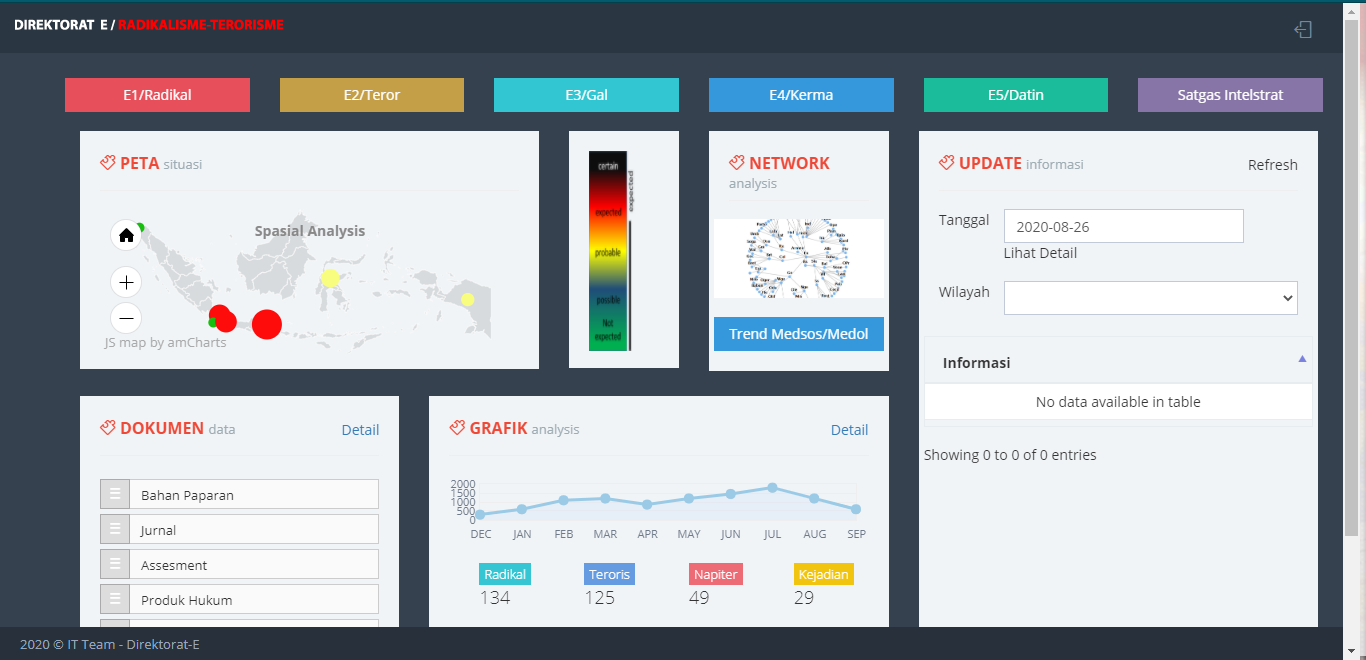 DIREKTORAT E / RADIKALISME-TERORISME
E1/Radikal
E2/Teror
E3/Gal
E4/Kerma
E5/Datin
Satgas Intelstrat
PETA situasi
Spasial Analysis
JS map by amCharts
certain
expected
expected
probable
possible
Not
expected
NETWORK
analysis
Trend Medsos/Medol
UPDATE informasi
Refresh
Tanggal
2020-08-26
Lihat Detail
Wilayah
Informasi
No data available in table
Showing 0 to 0 of 0 entries
DOKUMEN data
Detail
Bahan Paparan
Jurnal
Assesment
Produk Hukum
GRAFIK analysis
Detail
2000
1500
1000
500
0
DEC JAN FEB MAR APR MAY JUN JUL AUG SEP
Radikal
134
Teroris
125
Napiter
49
Kejadian
29
2020 © IT Team - Direktorat-E